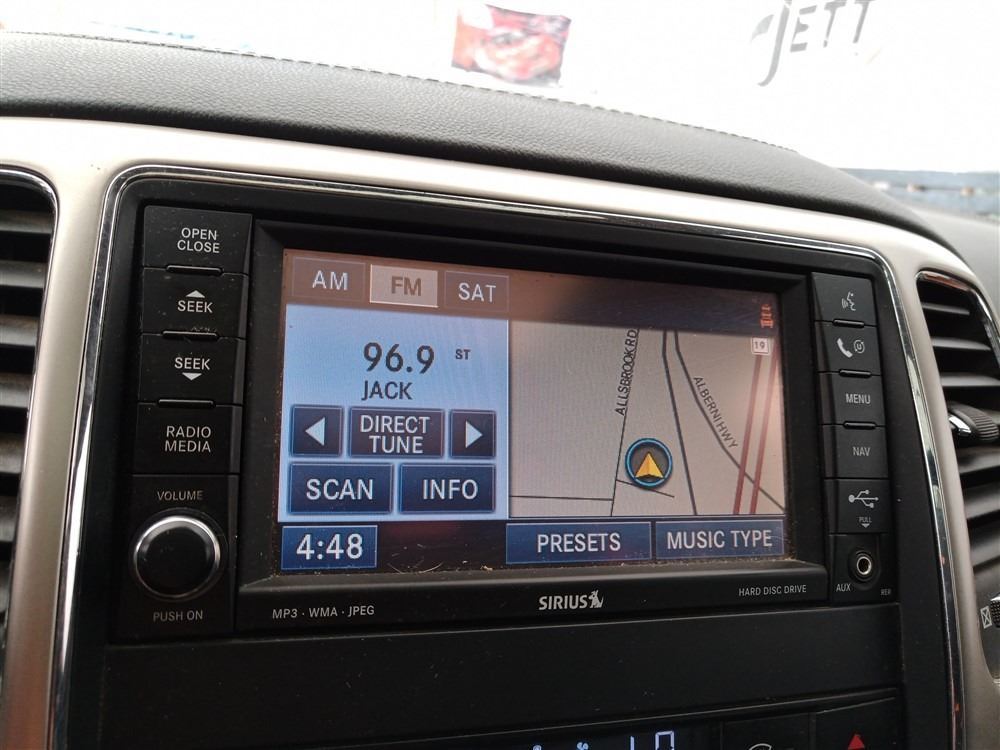 JETT
OPEN
CLOSE
SEEK
SEEK
RADIO
MEDIA
VOLUME
PUSH ON
AM FM SAT
96.9 ST
JACK
DIRECT
TUNE
SCAN INFO
4:48
PRESETS MUSIC TYPE
ALLSBROOK RD
ALBERNI HWY
19
MENU
NAV
PULL
AUX
RER
MP3 · WMA · JPEG
SIRIUS
HARD DISC DRIVE